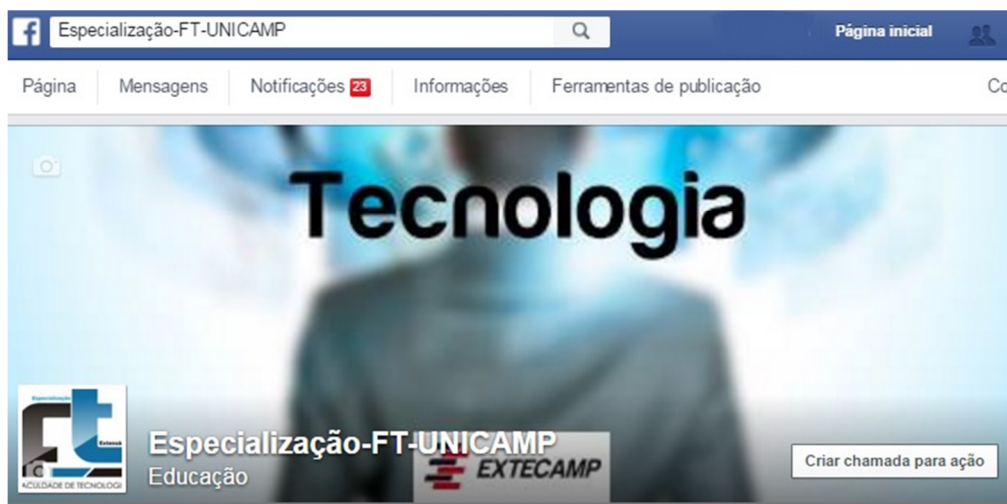 Especialização-FT-UNICAMP
Página inicial
Página Mensagens Notificações 23 Informações Ferramentas de publicação Co
Tecnologia
Especialização
Extensã
ACULDADE DE TECNOLOGI
Especialização-FT-UNICAMP
Educação
EXTECAMP
Criar chamada para ação